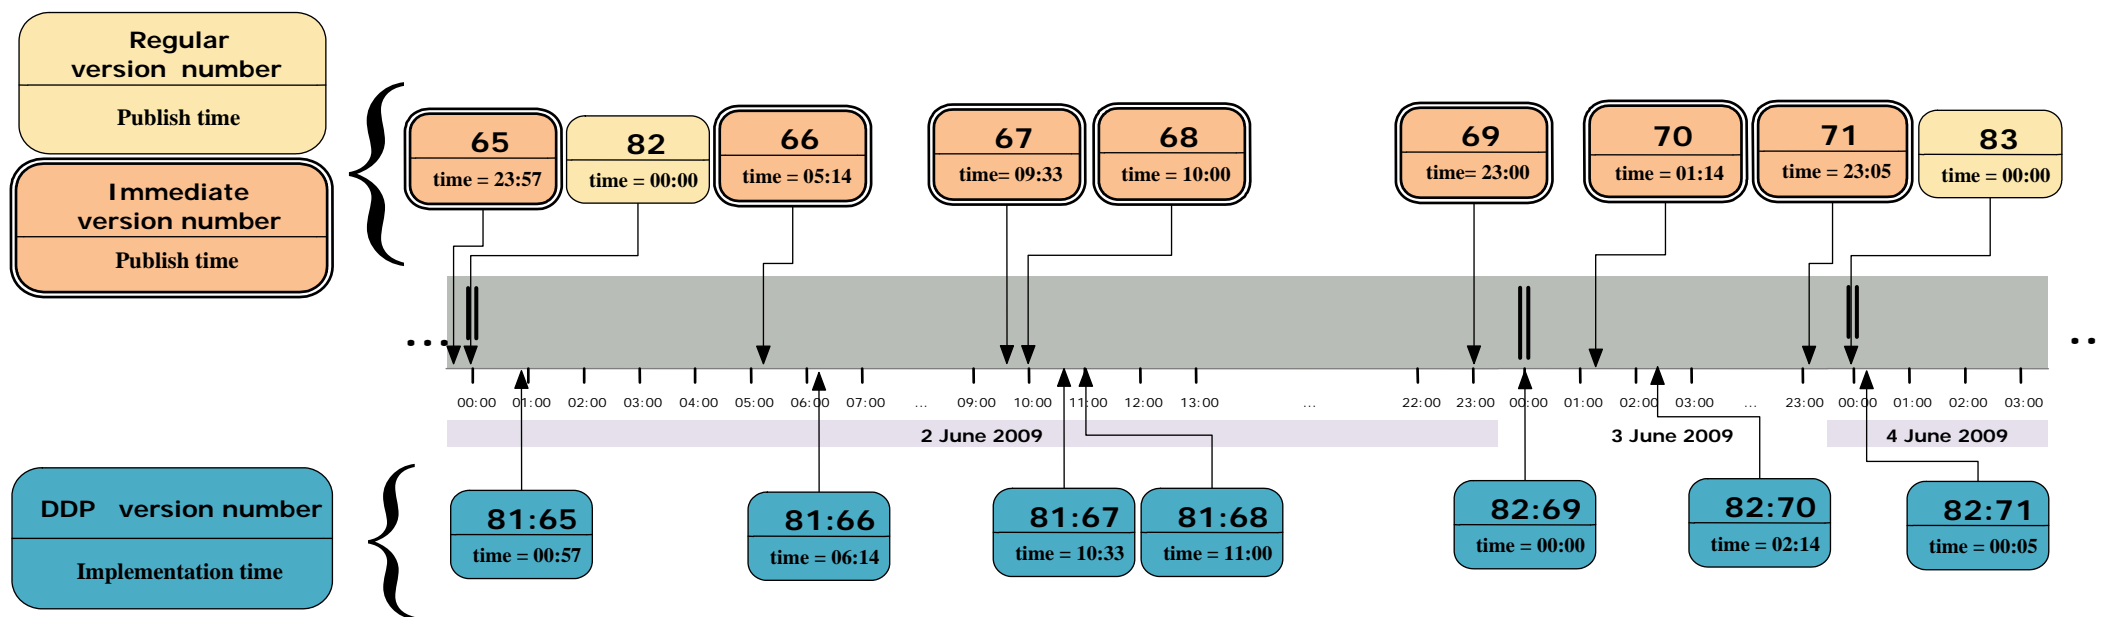 Regular
version number
Publish time
Immediate
version number
Publish time
65
time = 23:57
82
time = 00:00
66
time = 05:14
67
time= 09:33
68
time = 10:00
69
time= 23:00
70
time = 01:14
71
time = 23:05
83
time = 00:00
...
..
00:00 01:00 02:00 03:00 04:00 05:00 06:00 07:00 ... 09:00 10:00 11:00 12:00 13:00 ... 22:00 23:00 00:00 01:00 02:00 03:00 ... 23:00 00:00 01:00 02:00 03:00
2 June 2009 3 June 2009 4 June 2009
DDP version number
Implementation time
81:65
time = 00:57
81:66
time = 06:14
81:67
time = 10:33
81:68
time = 11:00
82:69
time = 00:00
82:70
time = 02:14
82:71
time = 00:05